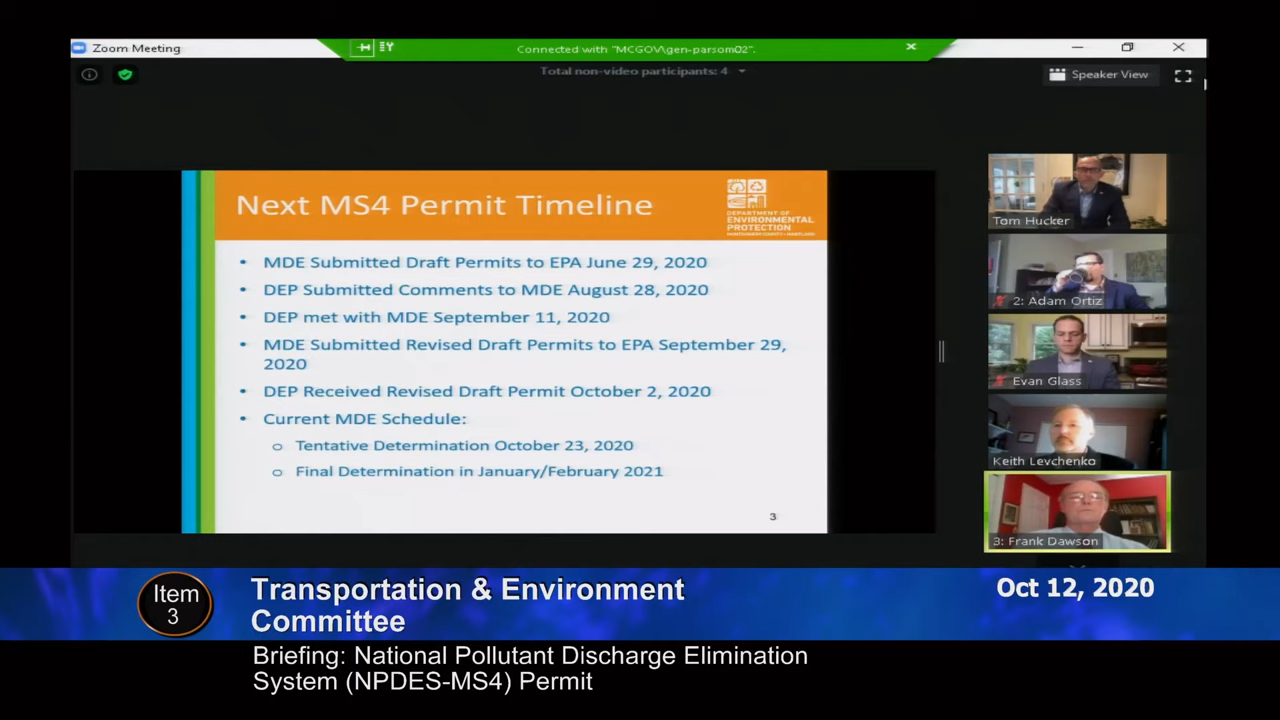 Zoom Meeting
Connected with "MCGOV\gen-parsom02".
Total non-video participants: 4
Speaker View
Next MS4 Permit Timeline
DEPARTMENT OF
ENVIRONMENTAL
PROTECTION
MONTGOMERY COUNTY • MARYLAND
• MDE Submitted Draft Permits to EPA June 29, 2020
• DEP Submitted Comments to MDE August 28, 2020
• DEP met with MDE September 11, 2020
• MDE Submitted Revised Draft Permits to EPA September 29,
2020
• DEP Received Revised Draft Permit October 2, 2020
• Current MDE Schedule:
o Tentative Determination October 23, 2020
o Final Determination in January/February 2021
3
Tom Hucker
2: Adam Ortiz
Evan Glass
Keith Levchenko
3: Frank Dawson
Item
3
Transportation & Environment
Committee
Oct 12, 2020
Briefing: National Pollutant Discharge Elimination
System (NPDES-MS4) Permit